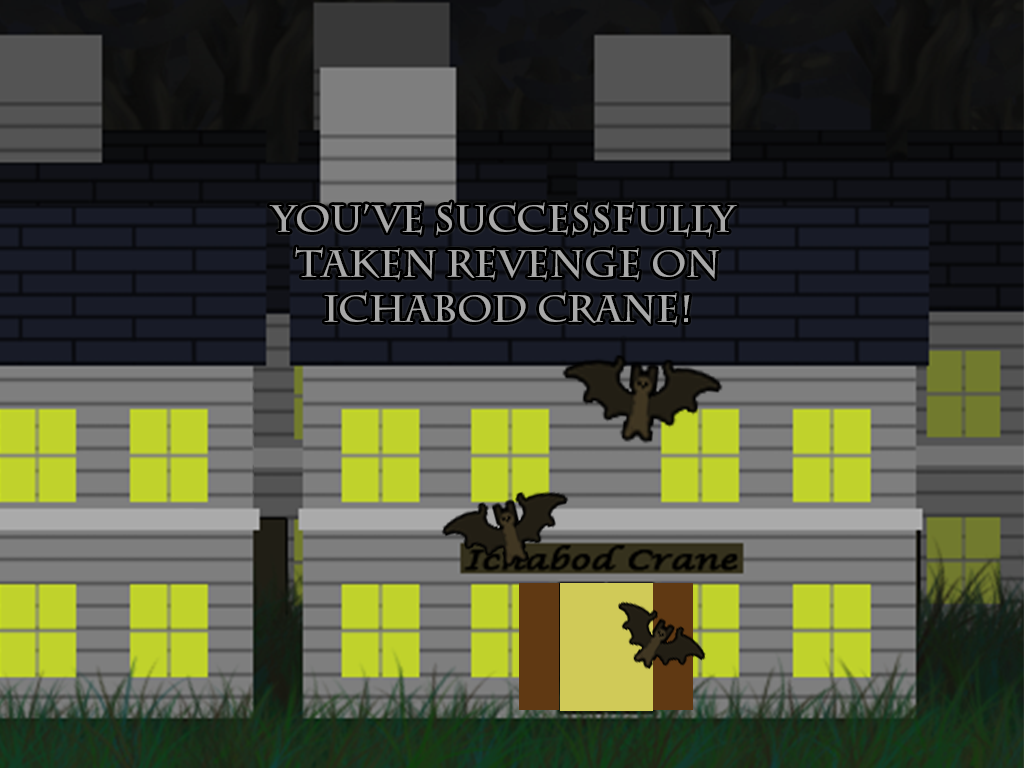 YOU'VE SUCCESSFULLY
TAKEN REVENGE ON
ICHABOD CRANE!
Ichabod Crane